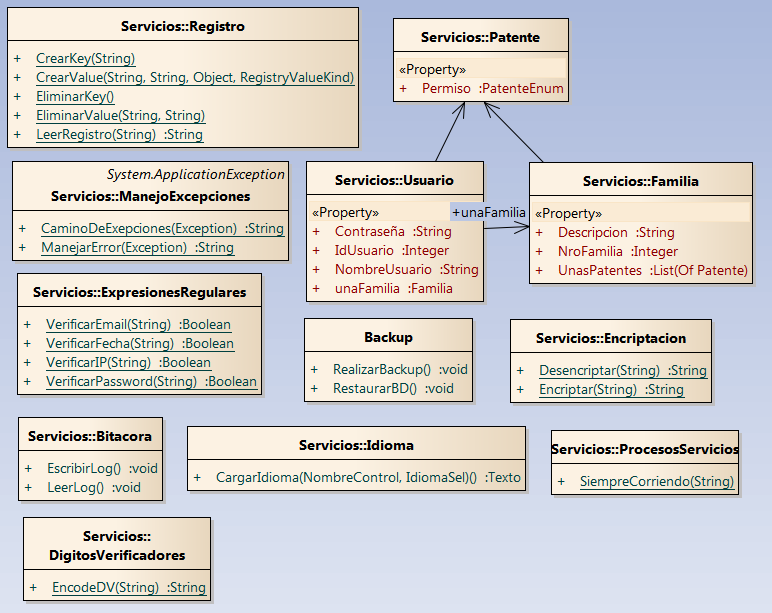 Servicios::Registro
+ CrearKey(String)
+ CrearValue(String, String, Object, RegistryValueKind)
+ EliminarKey()
+ EliminarValue(String, String)
+ LeerRegistro(String) :String
Servicios::Patente
«Property»
+ Permiso :PatenteEnum
System.ApplicationException
Servicios::ManejoExcepciones
+ CaminoDeExepciones(Exception) :String
+ ManejarError(Exception) :String
Servicios::Usuario
«Property»
+ Contraseña :String
+ IdUsuario :Integer
+ NombreUsuario :String
+ unaFamilia :Familia
+unaFamilia
Servicios::Familia
«Property»
+ Descripcion :String
+ NroFamilia :Integer
+ UnasPatentes :List(Of Patente)
Servicios::ExpresionesRegulares
+ VerificarEmail(String) :Boolean
+ VerificarFecha(String) :Boolean
+ VerificarIP(String) :Boolean
+ VerificarPassword(String) :Boolean
Backup
+ RealizarBackup() :void
+ RestaurarBD() :void
Servicios::Encriptacion
+ Desencriptar(String) :String
+ Encriptar(String) :String
Servicios::Bitacora
+ EscribirLog() :void
+ LeerLog() :void
Servicios::Idioma
+ CargarIdioma(NombreControl, IdiomaSel)() :Texto
Servicios::ProcesosServicios
+ SiempreCorriendo(String)
Servicios::
DigitosVerificadores
+ EncodeDV(String) :String